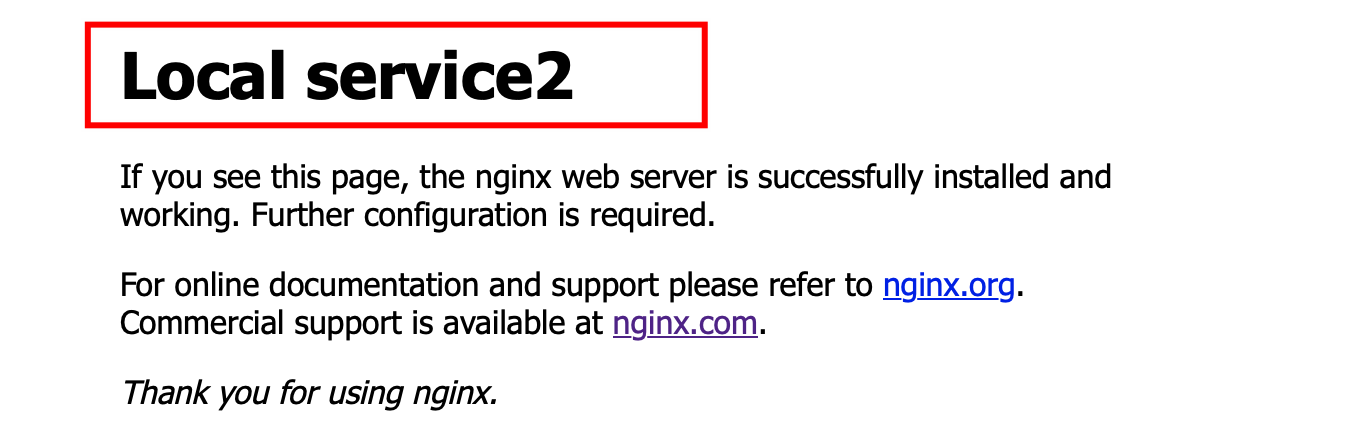 Local service2
If you see this page, the nginx web server is successfully installed and
working. Further configuration is required.
For online documentation and support please refer to nginx.org.
Commercial support is available at nginx.com.
Thank you for using nginx.